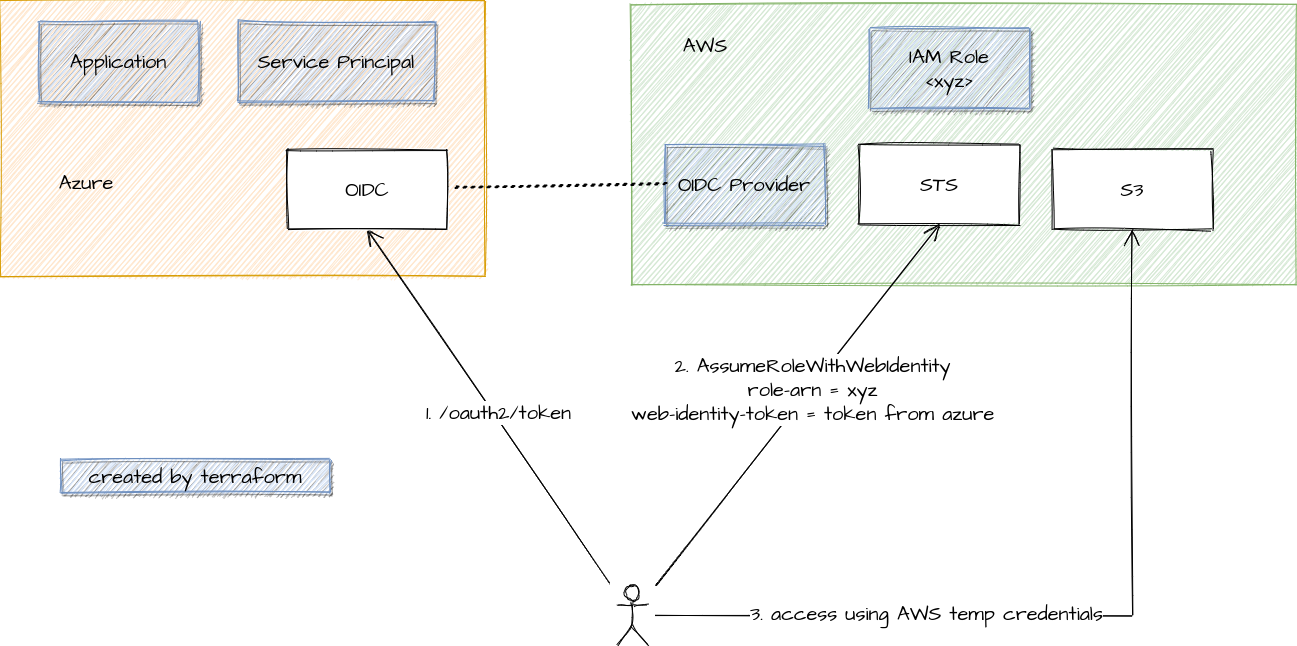 Application
Service Principal
Azure
OIDC
AWS
IAM Role
<xyz>
OIDC Provider
STS
S3
1. /oauth2/token
2. AssumeRoleWithWebIdentity
role-arn = xyz
web-identity-token = token from azure
created by terraform
3. access using AWS temp credentials